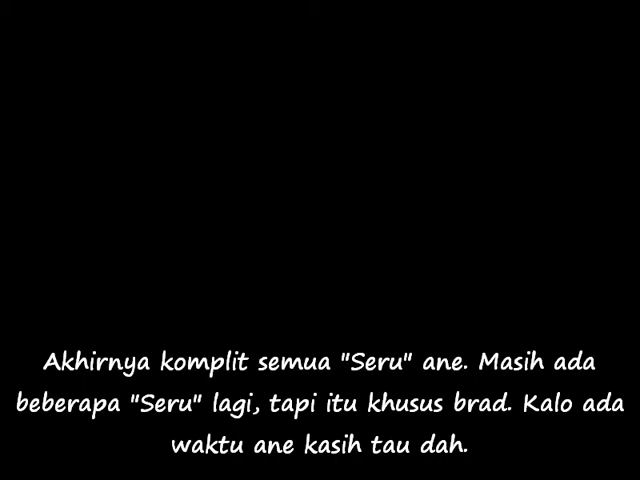 Akhirnya komplit semua "Seru" ane. Masih ada
beberapa "Seru" lagi, tapi itu khusus brad. Kalo ada
waktu ane kasih tau dah.